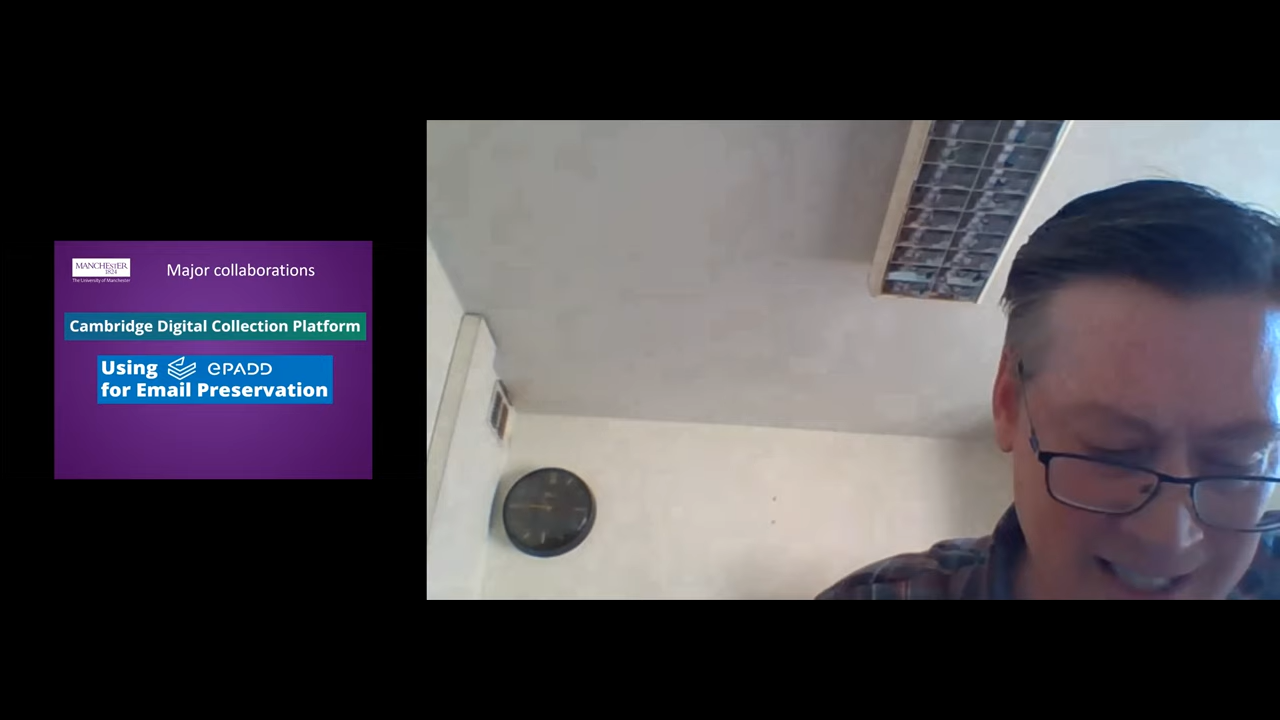 MANCHESTER
1824
The University of Manchester
Major collaborations
Cambridge Digital Collection Platform
Using ePADD
for Email Preservation